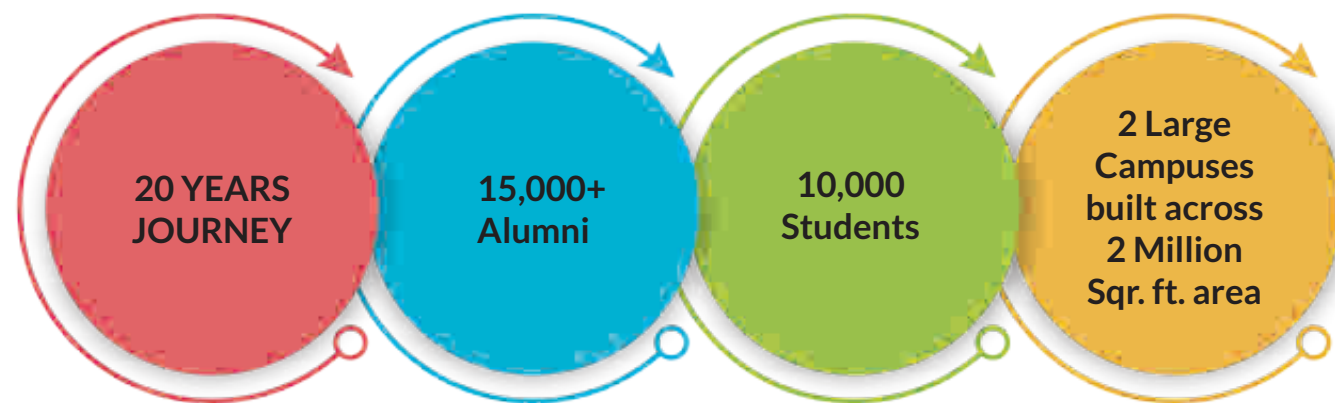 20 YEARS
JOURNEY
15,000+
Alumni
10,000
Students
2 Large
Campuses
built across
2 Million
Sqr. ft. area